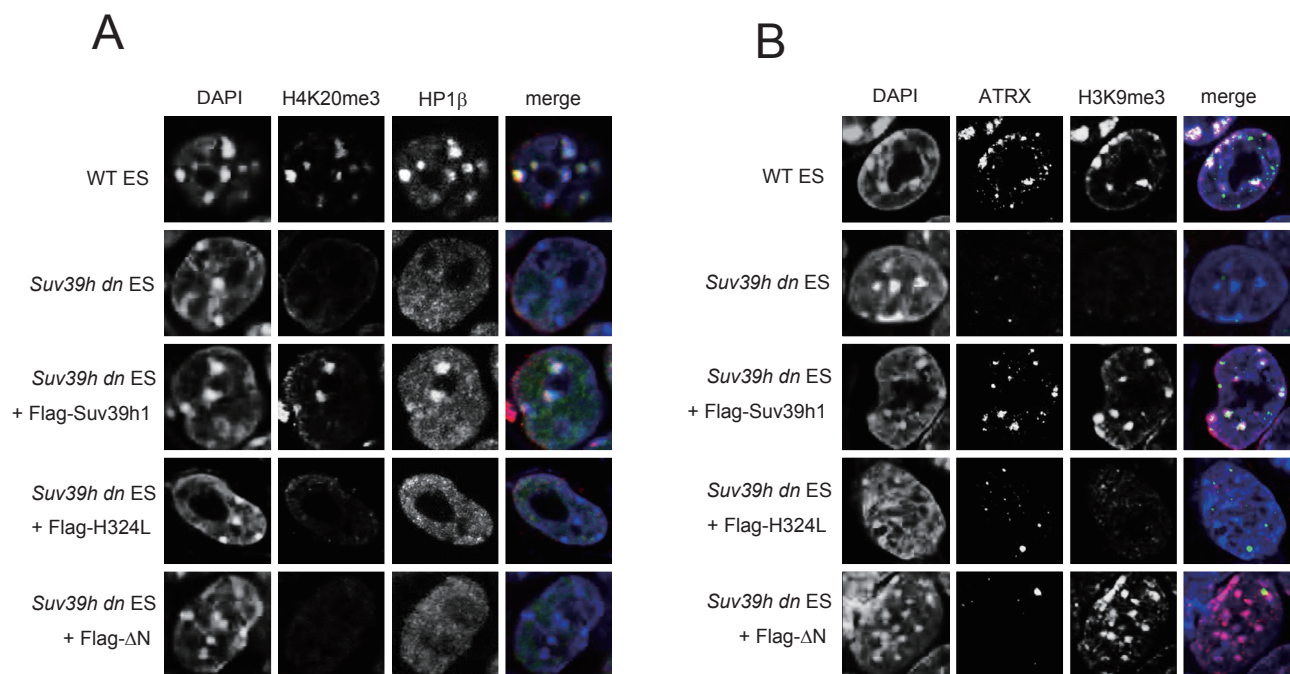 A
DAPI H4K20me3 HP1β merge
WT ES
Suv39h dn ES
Suv39h dn ES
+ Flag-Suv39h1
Suv39h dn ES
+ Flag-H324L
Suv39h dn ES
+ Flag-ΔN
B
DAPI ATRX H3K9me3 merge
WT ES
Suv39h dn ES
Suv39h dn ES
+ Flag-Suv39h1
Suv39h dn ES
+ Flag-H324L
Suv39h dn ES
+ Flag-ΔN